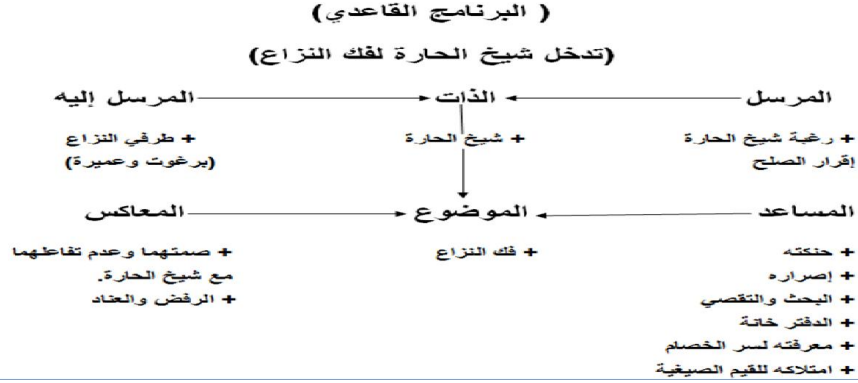 ( البرنامج القاعدي)
(تدخل شيخ الحارة لفك النزاع)
المرسل الذات المرسل إليه
+ رغبة شيخ الحارة + شيخ الحارة + طرفي النزاع
إقرار الصلح (برغوت وعميرة)
المساعد الموضوع المعاكس
+ حنكته + فك النزاع + صمتهما وعدم تفاعلهما
+ إصراره مع شيخ الحارة.
+ البحث والتقصي + الرفض والعناد
+ الدفتر خانة
+ معرفته لسر الخصام
+ امتلاكه للقيم الصيغية